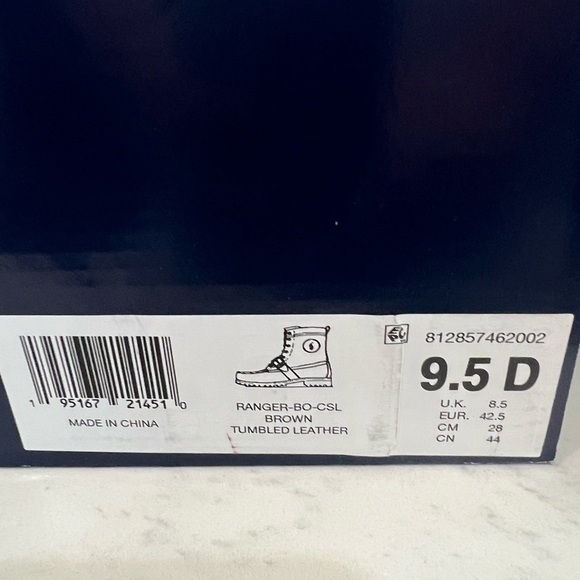 1 95167 21451 0
MADE IN CHINA
RANGER-BO-CSL
BROWN
TUMBLED LEATHER
812857462002
9.5 D
U.K. 8.5
EUR. 42.5
CM 28
CN 44